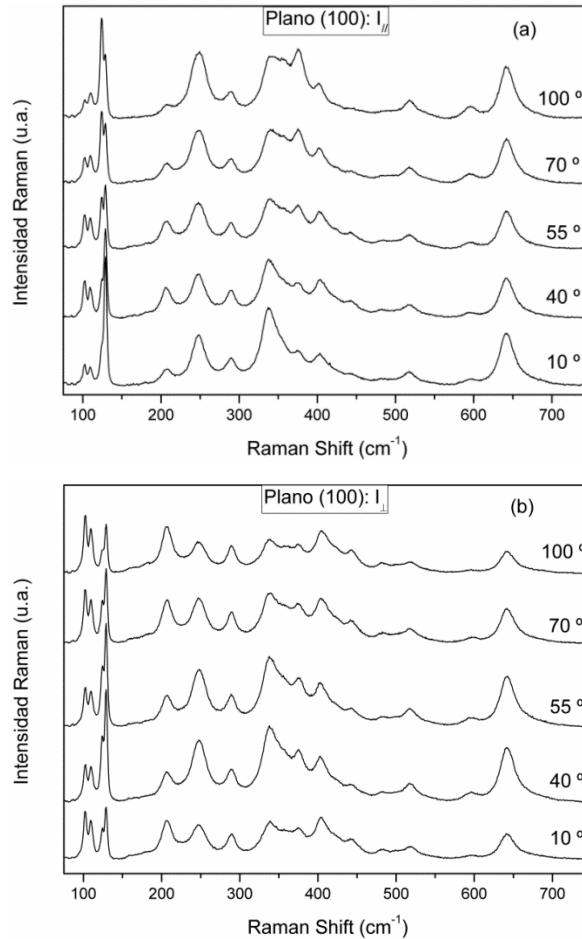 Plano (100): I//
(a)
Intensidad Raman (u.a.)
100 º
70 º
55 º
40 º
10 º
100 200 300 400 500 600 700
Raman Shift (cm-1)
Plano (100): I⊥
(b)
Intensidad Raman (u.a.)
100 º
70 º
55 º
40 º
10 º
100 200 300 400 500 600 700
Raman Shift (cm-1)